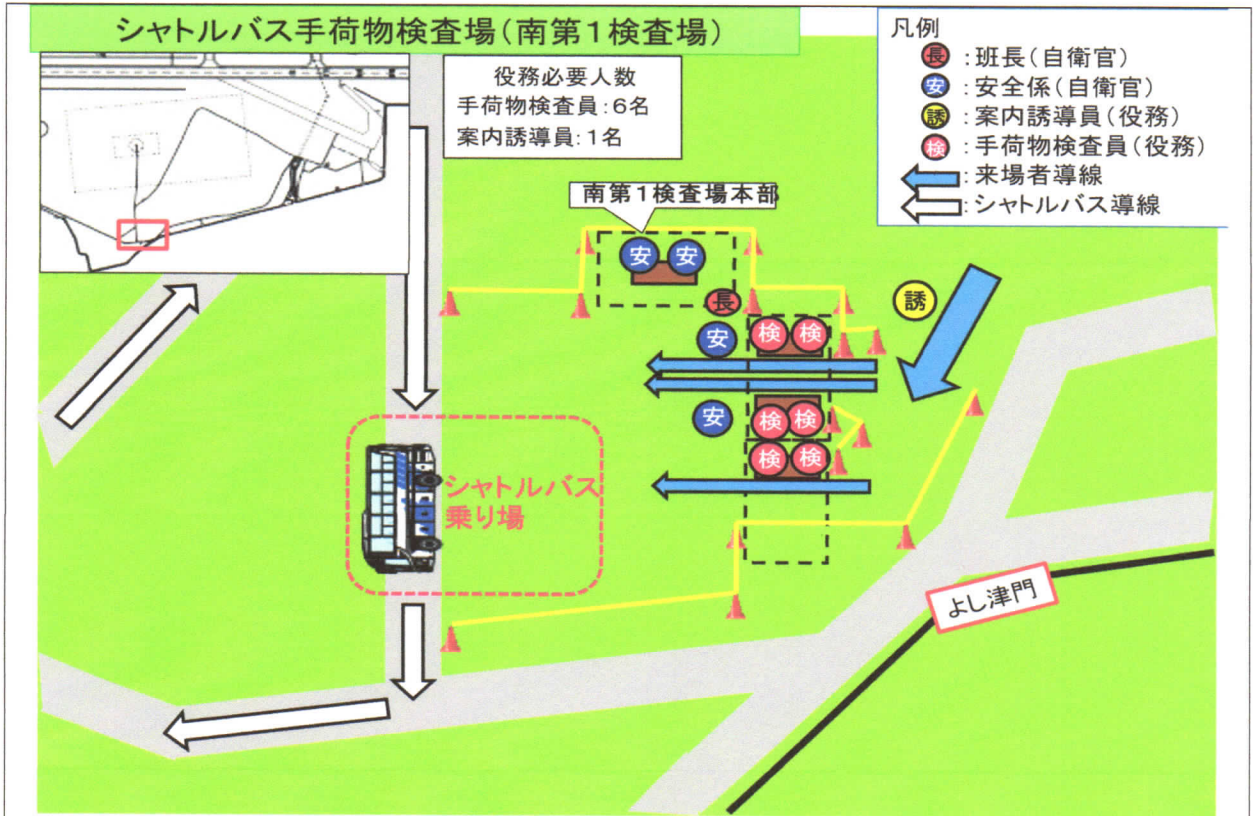 シャトルバス手荷物検査場(南第1検査場)
役務必要人数
手荷物検査員:6名
案内誘導員:1名
凡例
長:班長(自衛官)
安:安全係(自衛官)
誘:案内誘導員(役務)
検:手荷物検査員(役務)
:来場者導線
:シャトルバス導線
南第1検査場本部
安 安
長
誘
安 検 検
安 検 検
検 検
シャトルバス
乗り場
よし津門